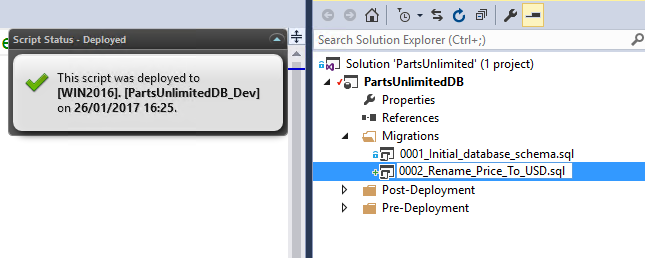 Script Status - Deployed
This script was deployed to
[WIN2016]. [PartsUnlimitedDB_Dev]
on 26/01/2017 16:25.
Search Solution Explorer (Ctrl+;)
Solution 'PartsUnlimited' (1 project)
PartsUnlimitedDB
Properties
References
Migrations
0001_Initial_database_schema.sql
0002_Rename_Price_To_USD.sql
Post-Deployment
Pre-Deployment